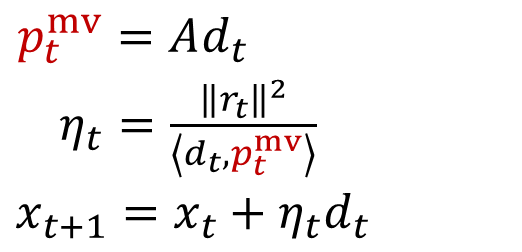 p_t^mv = Ad_t
η_t = ‖r_t‖² / ⟨d_t,p_t^mv⟩
x_{t+1} = x_t + η_t d_t